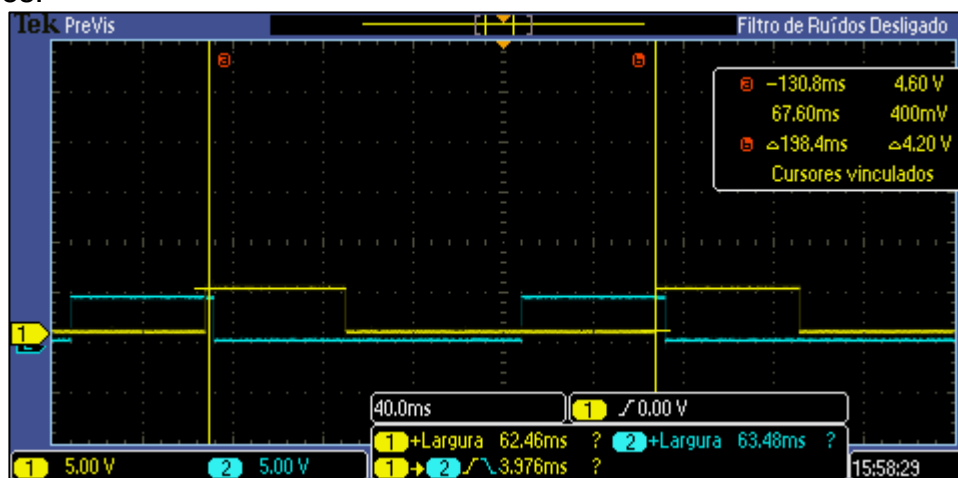 Tek PreVis Filtro de Ruídos Desligado
a b
a −130.8ms 4.60 V
67.60ms 400mV
b △198.4ms △4.20 V
Cursores vinculados
1
40.0ms 1 0.00 V
1 +Largura 62.46ms ? 2 +Largura 63.48ms ?
1 → 2 3.976ms ?
1 5.00 V 2 5.00 V 15:58:29